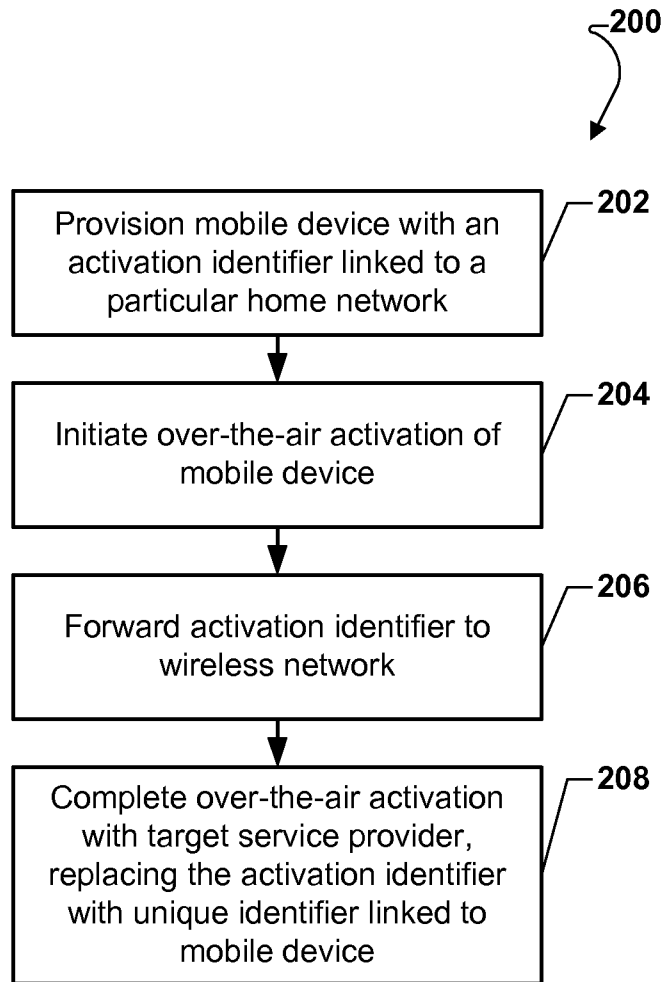 200
Provision mobile device with an
activation identifier linked to a
particular home network
202
Initiate over-the-air activation of
mobile device
204
Forward activation identifier to
wireless network
206
Complete over-the-air activation
with target service provider,
replacing the activation identifier
with unique identifier linked to
mobile device
208